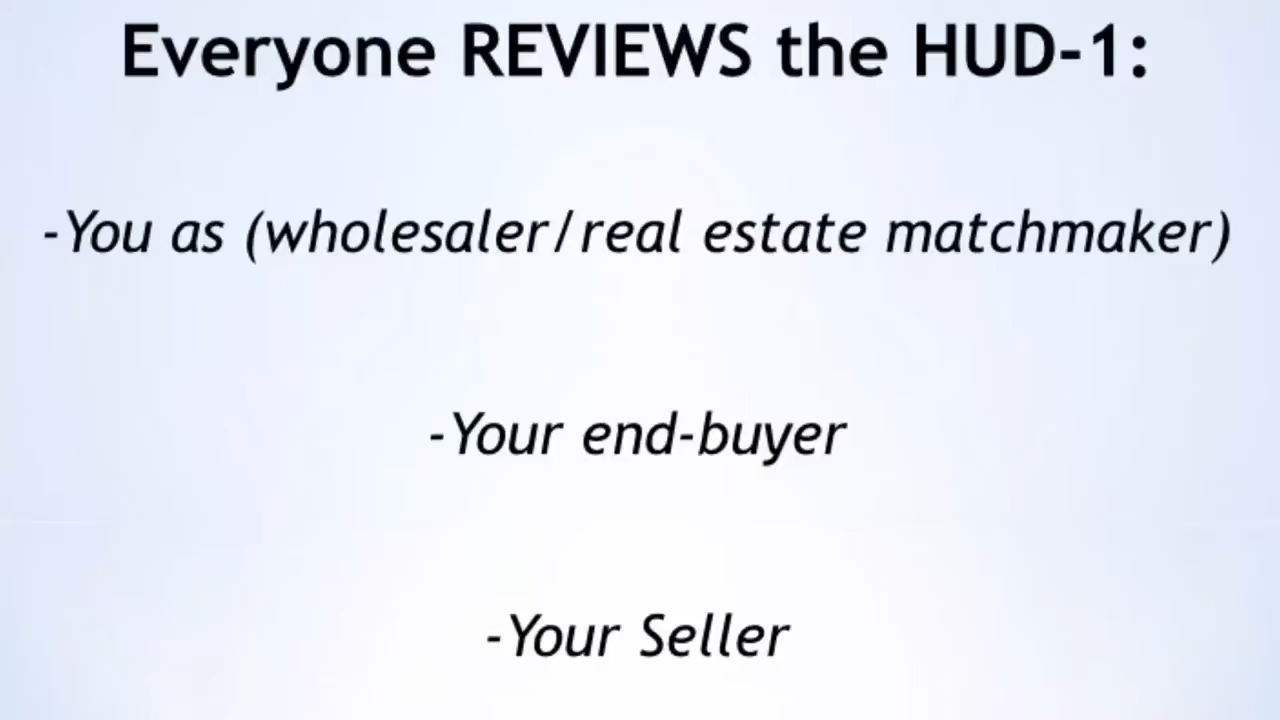 Everyone REVIEWS the HUD-1:
-You as (wholesaler/real estate matchmaker)
-Your end-buyer
-Your Seller